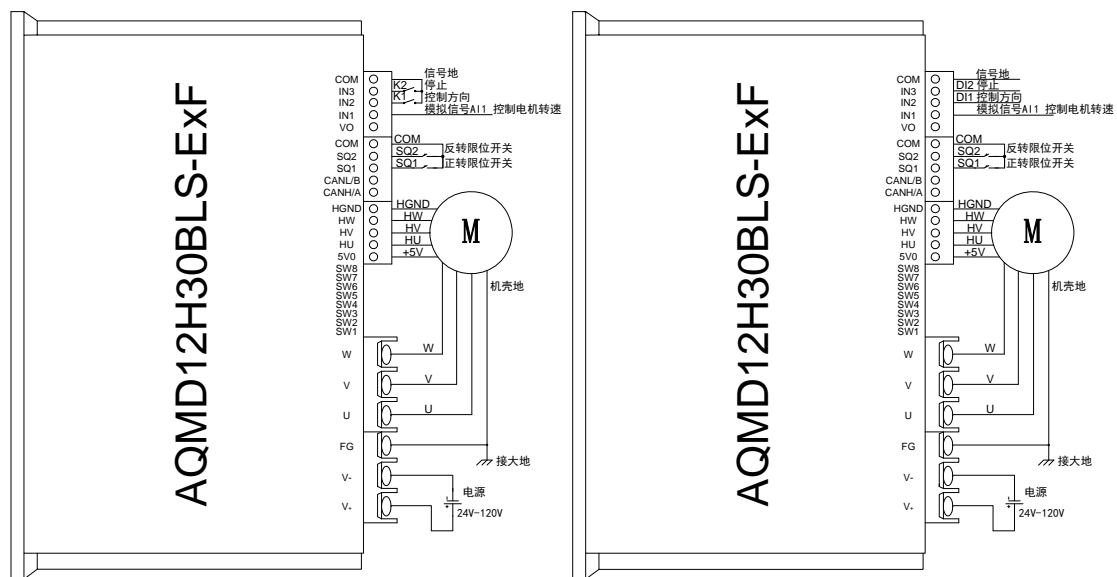 AQMD12H30BLS-ExF
COM 信号地
IN3 K2 停止
IN2 K1 控制方向
IN1 模拟信号AI1 控制电机转速
VO
COM COM
SQ2 SQ2 反转限位开关
SQ1 SQ1 正转限位开关
CANL/B
CANH/A
HGND HGND
HW HW
HV HV M
HU HU
5V0 +5V
SW8
SW7
SW6 机壳地
SW5
SW4
SW3
SW2
SW1
W W
V V
U U
FG
接大地
V-
电源
V+ 24V-120V
AQMD12H30BLS-ExF
COM 信号地
IN3 DI2 停止
IN2 DI1 控制方向
IN1 模拟信号AI1 控制电机转速
VO
COM COM
SQ2 SQ2 反转限位开关
SQ1 SQ1 正转限位开关
CANL/B
CANH/A
HGND HGND
HW HW
HV HV M
HU HU
5V0 +5V
SW8
SW7
SW6 机壳地
SW5
SW4
SW3
SW2
SW1
W W
V V
U U
FG
接大地
V-
电源
V+ 24V-120V